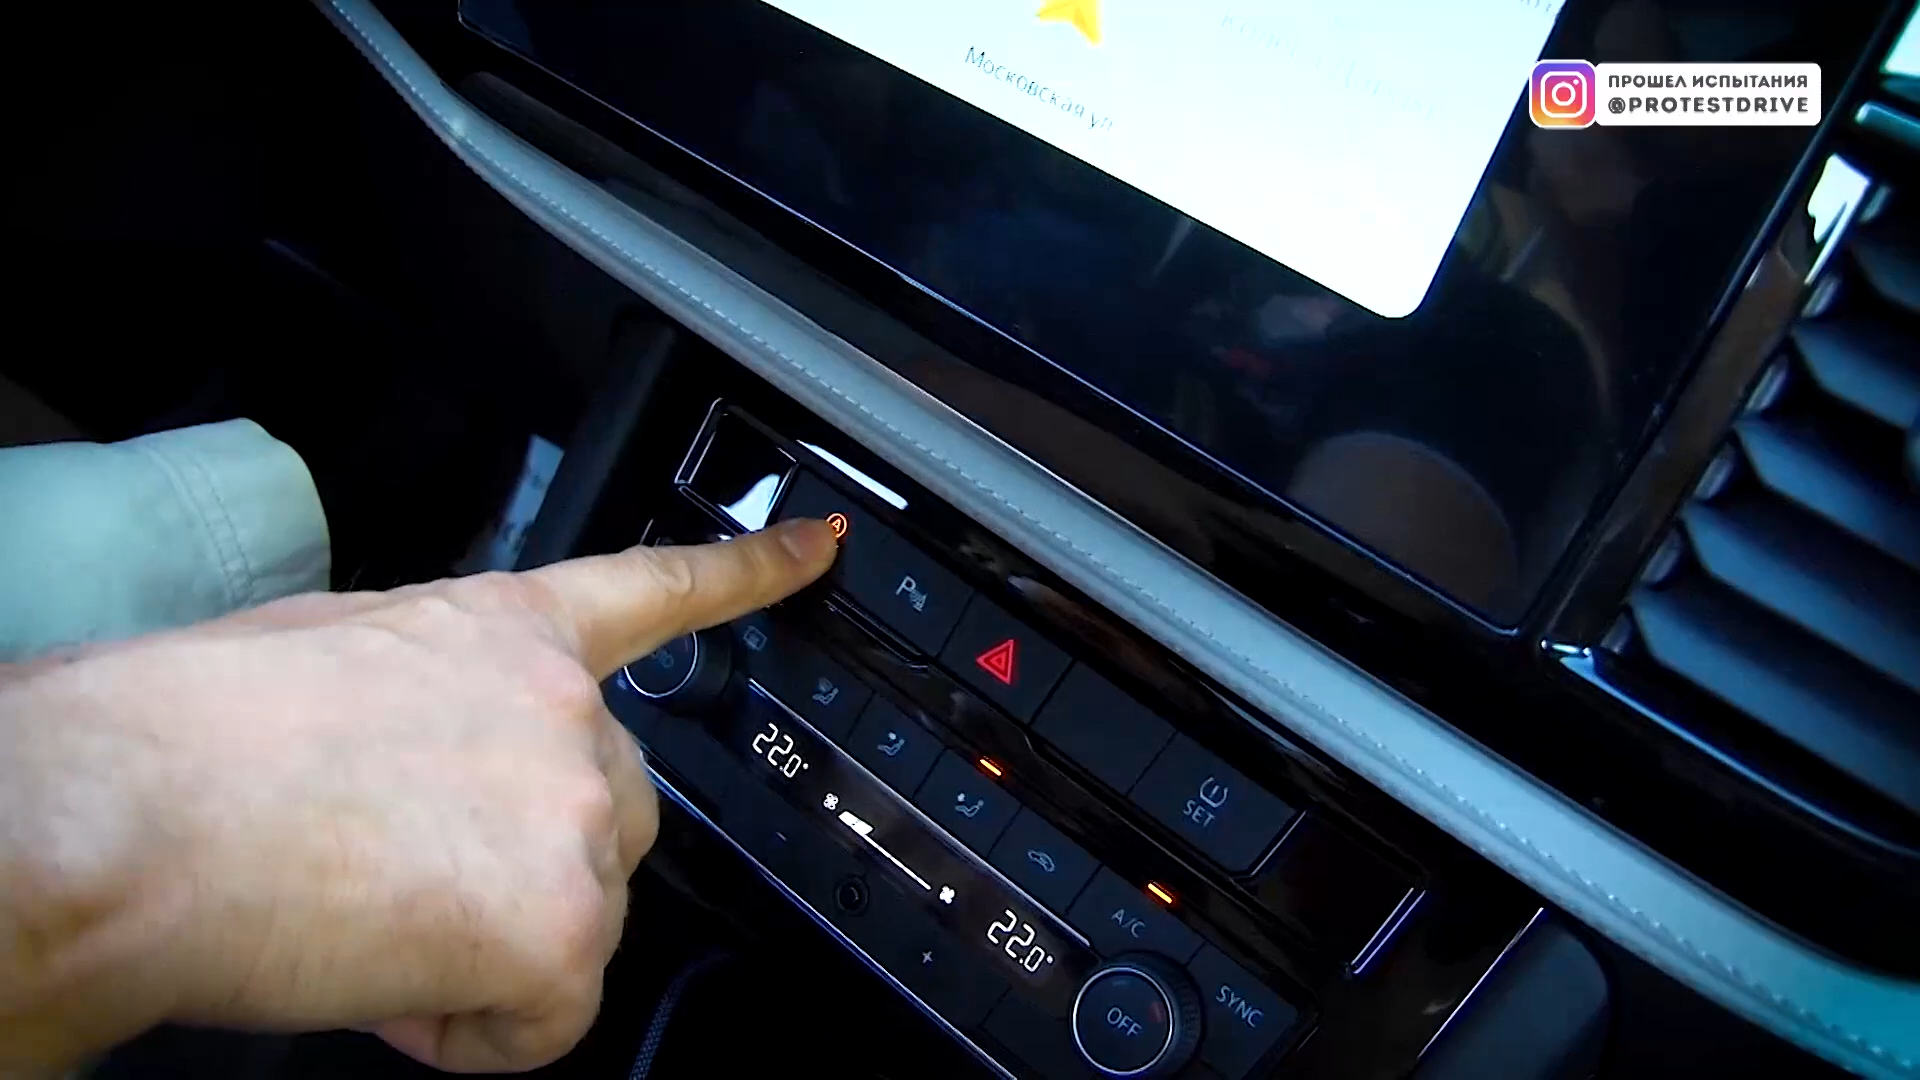 Московская ул
ПРОШЕЛ ИСПЫТАНИЯ
@PROTESTDRIVE
A
P
SET
22.0°
22.0°
A/C
SYNC
OFF